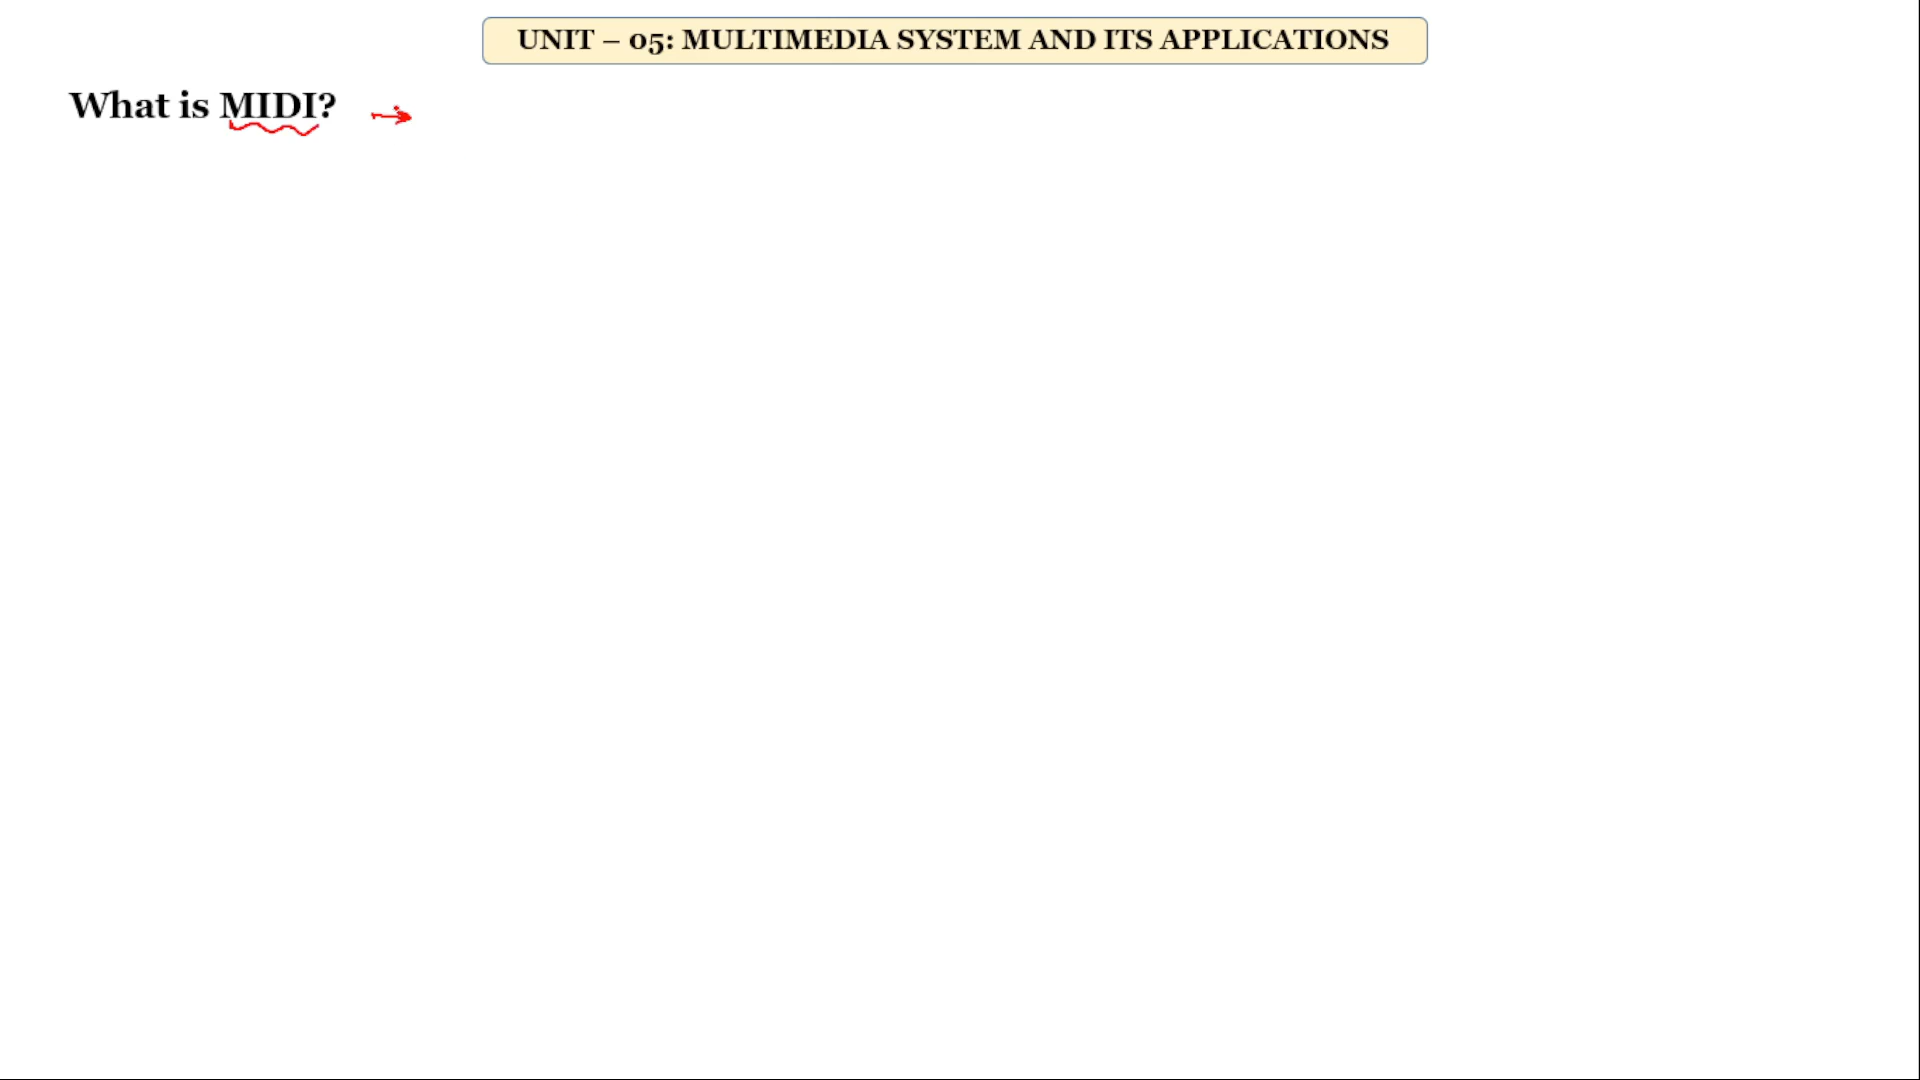 UNIT – 05: MULTIMEDIA SYSTEM AND ITS APPLICATIONS
What is MIDI?